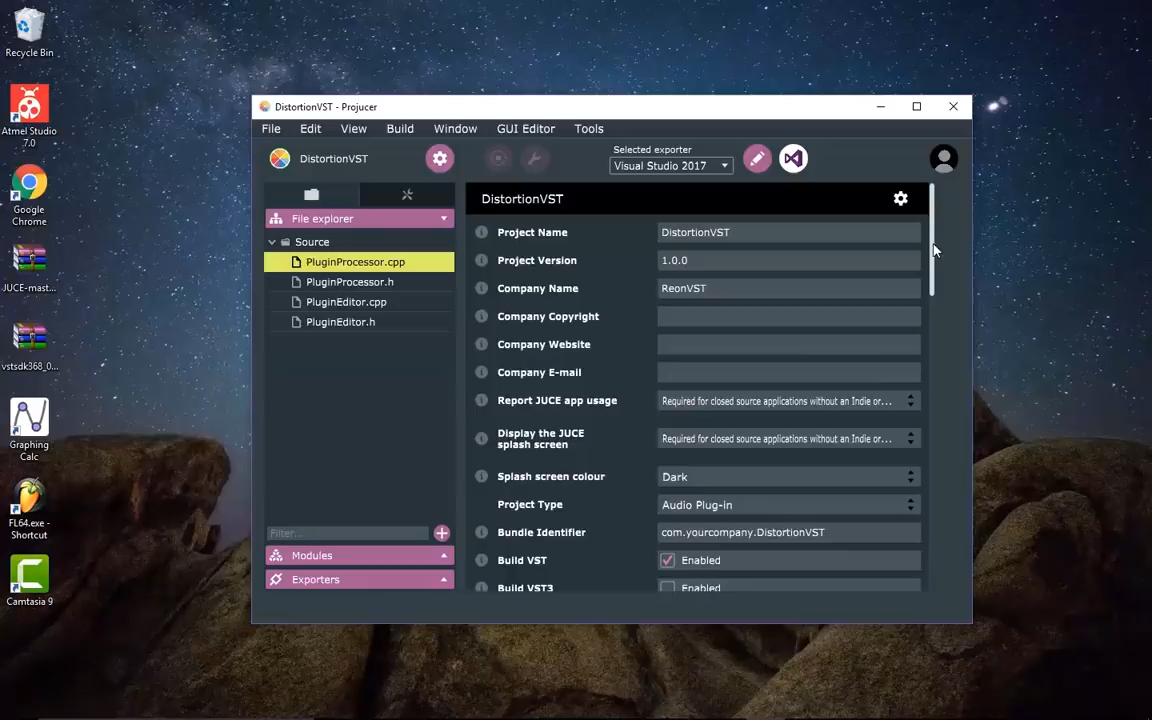 Recycle Bin
Atmel Studio
7.0
Google
Chrome
JUCE-mast...
vstsdk368_0...
Graphing
Calc
FL64.exe -
Shortcut
Camtasia 9
DistortionVST - Projucer
File Edit View Build Window GUI Editor Tools
DistortionVST
Selected exporter
Visual Studio 2017
File explorer
Source
PluginProcessor.cpp
PluginProcessor.h
PluginEditor.cpp
PluginEditor.h
Filter...
Modules
Exporters
DistortionVST
Project Name DistortionVST
Project Version 1.0.0
Company Name ReonVST
Company Copyright
Company Website
Company E-mail
Report JUCE app usage Required for closed source applications without an Indie or...
Display the JUCE
splash screen Required for closed source applications without an Indie or...
Splash screen colour Dark
Project Type Audio Plug-in
Bundle Identifier com.yourcompany.DistortionVST
Build VST Enabled
Build VST3 Enabled